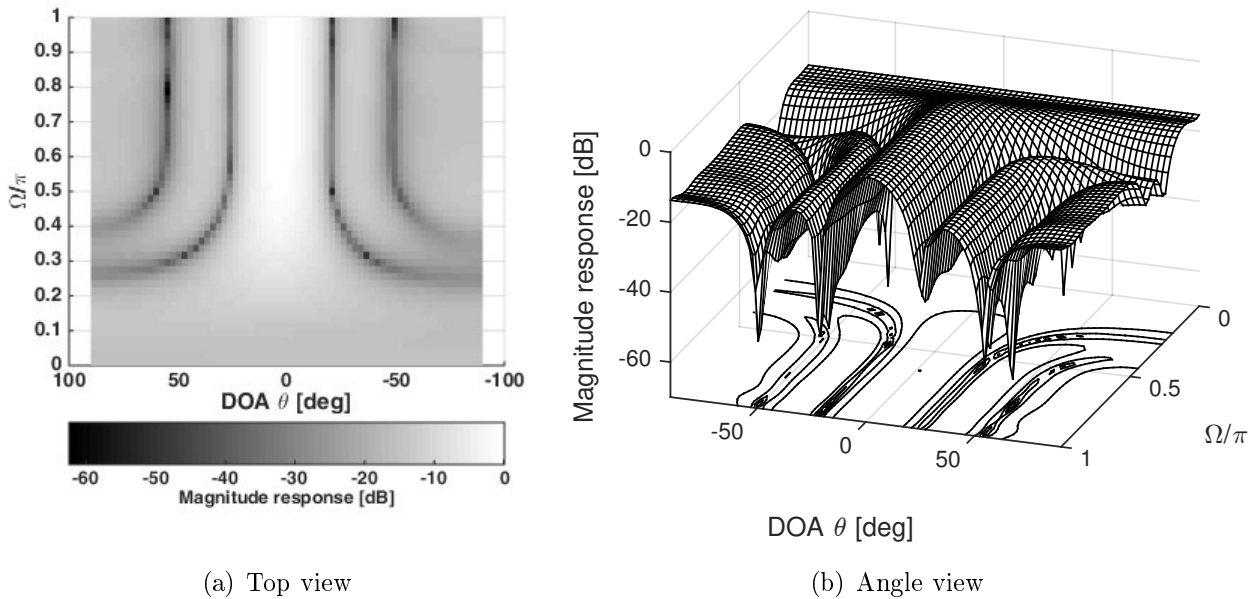 1
0.9
0.8
0.7
0.6
0.5
0.4
0.3
0.2
0.1
0
Ω/π
100 50 0 -50 -100
DOA θ [deg]
-60 -50 -40 -30 -20 -10 0
Magnitude response [dB]
(a) Top view
0
-20
-40
-60
Magnitude response [dB]
-50 0 50
DOA θ [deg]
0
0.5
1
Ω/π
(b) Angle view